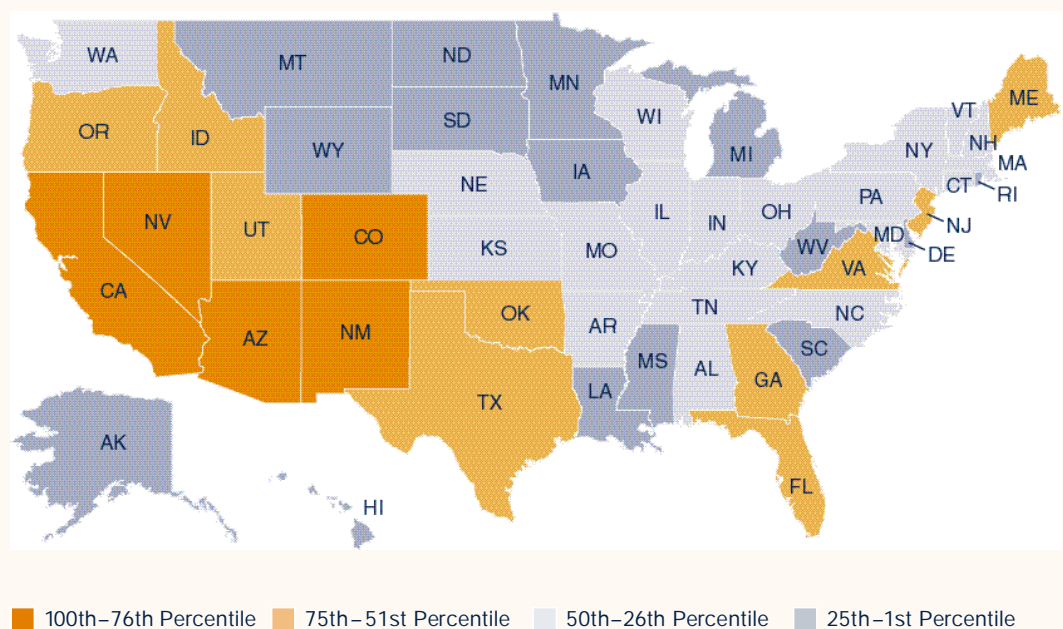 WA
MT
ND
MN
ME
VT
OR
ID
SD
WI
NH
WY
MI
NY
MA
IA
NE
CT
RI
PA
NV
UT
CO
IL
IN
OH
NJ
KS
MO
WV
MD
DE
CA
KY
VA
AZ
NM
OK
TN
NC
AR
MS
AL
SC
GA
LA
TX
AK
HI
FL
100th–76th Percentile
75th–51st Percentile
50th–26th Percentile
25th–1st Percentile